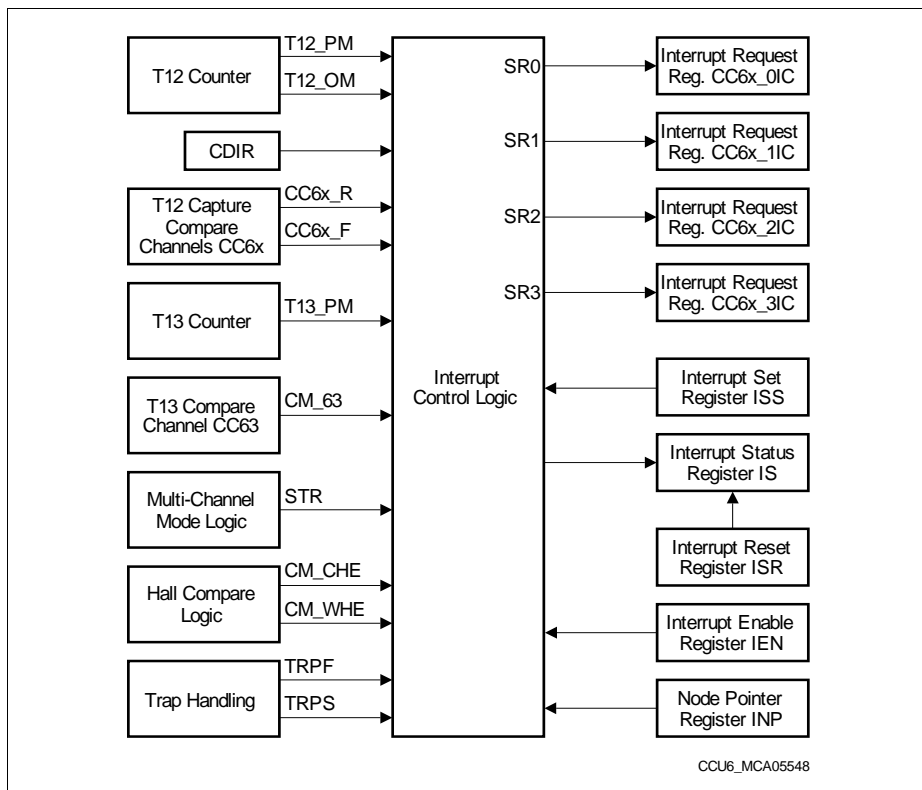 T12 Counter
T12_PM
T12_OM
CDIR
T12 Capture
Compare
Channels CC6x
CC6x_R
CC6x_F
T13 Counter
T13_PM
T13 Compare
Channel CC63
CM_63
Multi-Channel
Mode Logic
STR
Hall Compare
Logic
CM_CHE
CM_WHE
Trap Handling
TRPF
TRPS
Interrupt
Control Logic
SR0
SR1
SR2
SR3
Interrupt Request
Reg. CC6x_0IC
Interrupt Request
Reg. CC6x_1IC
Interrupt Request
Reg. CC6x_2IC
Interrupt Request
Reg. CC6x_3IC
Interrupt Set
Register ISS
Interrupt Status
Register IS
Interrupt Reset
Register ISR
Interrupt Enable
Register IEN
Node Pointer
Register INP
CCU6_MCA05548